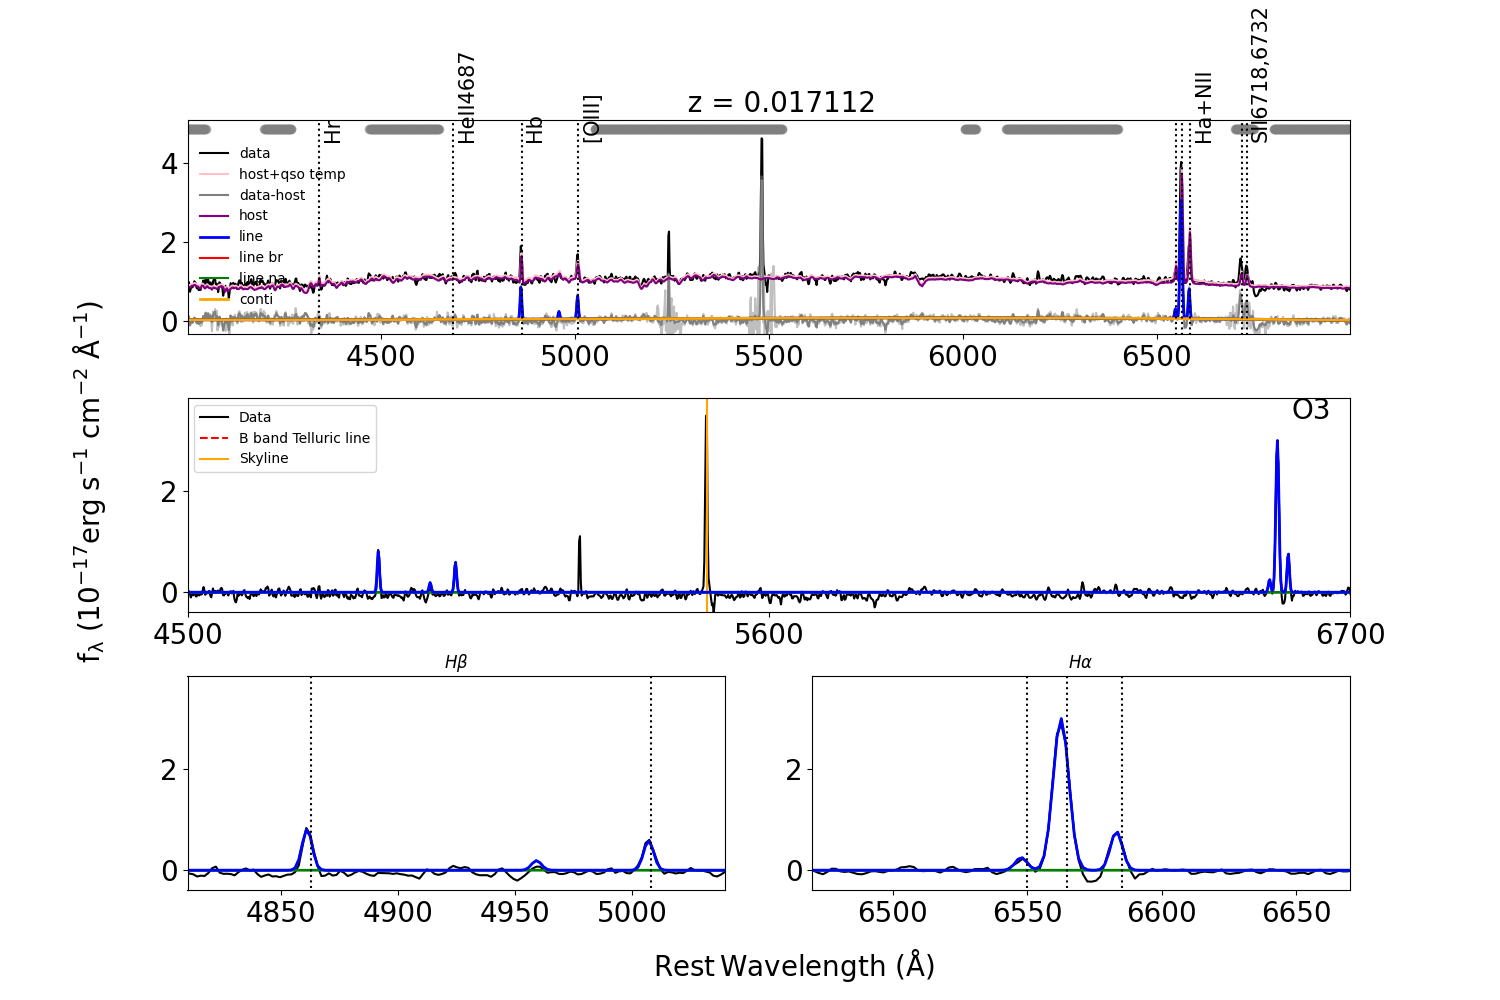 z = 0.017112
Hr
HeII4687
Hb
[OIII]
Ha+NII
SII6718,6732
data
host+qso temp
data-host
host
line
line br
line na
conti
4
2
0
4500 5000 5500 6000 6500
O3
Data
B band Telluric line
Skyline
2
0
4500 5600 6700
fλ (10⁻¹⁷erg s⁻¹ cm⁻² Å⁻¹)
Hβ
2
0
4850 4900 4950 5000
Hα
2
0
6500 6550 6600 6650
Rest Wavelength (Å)